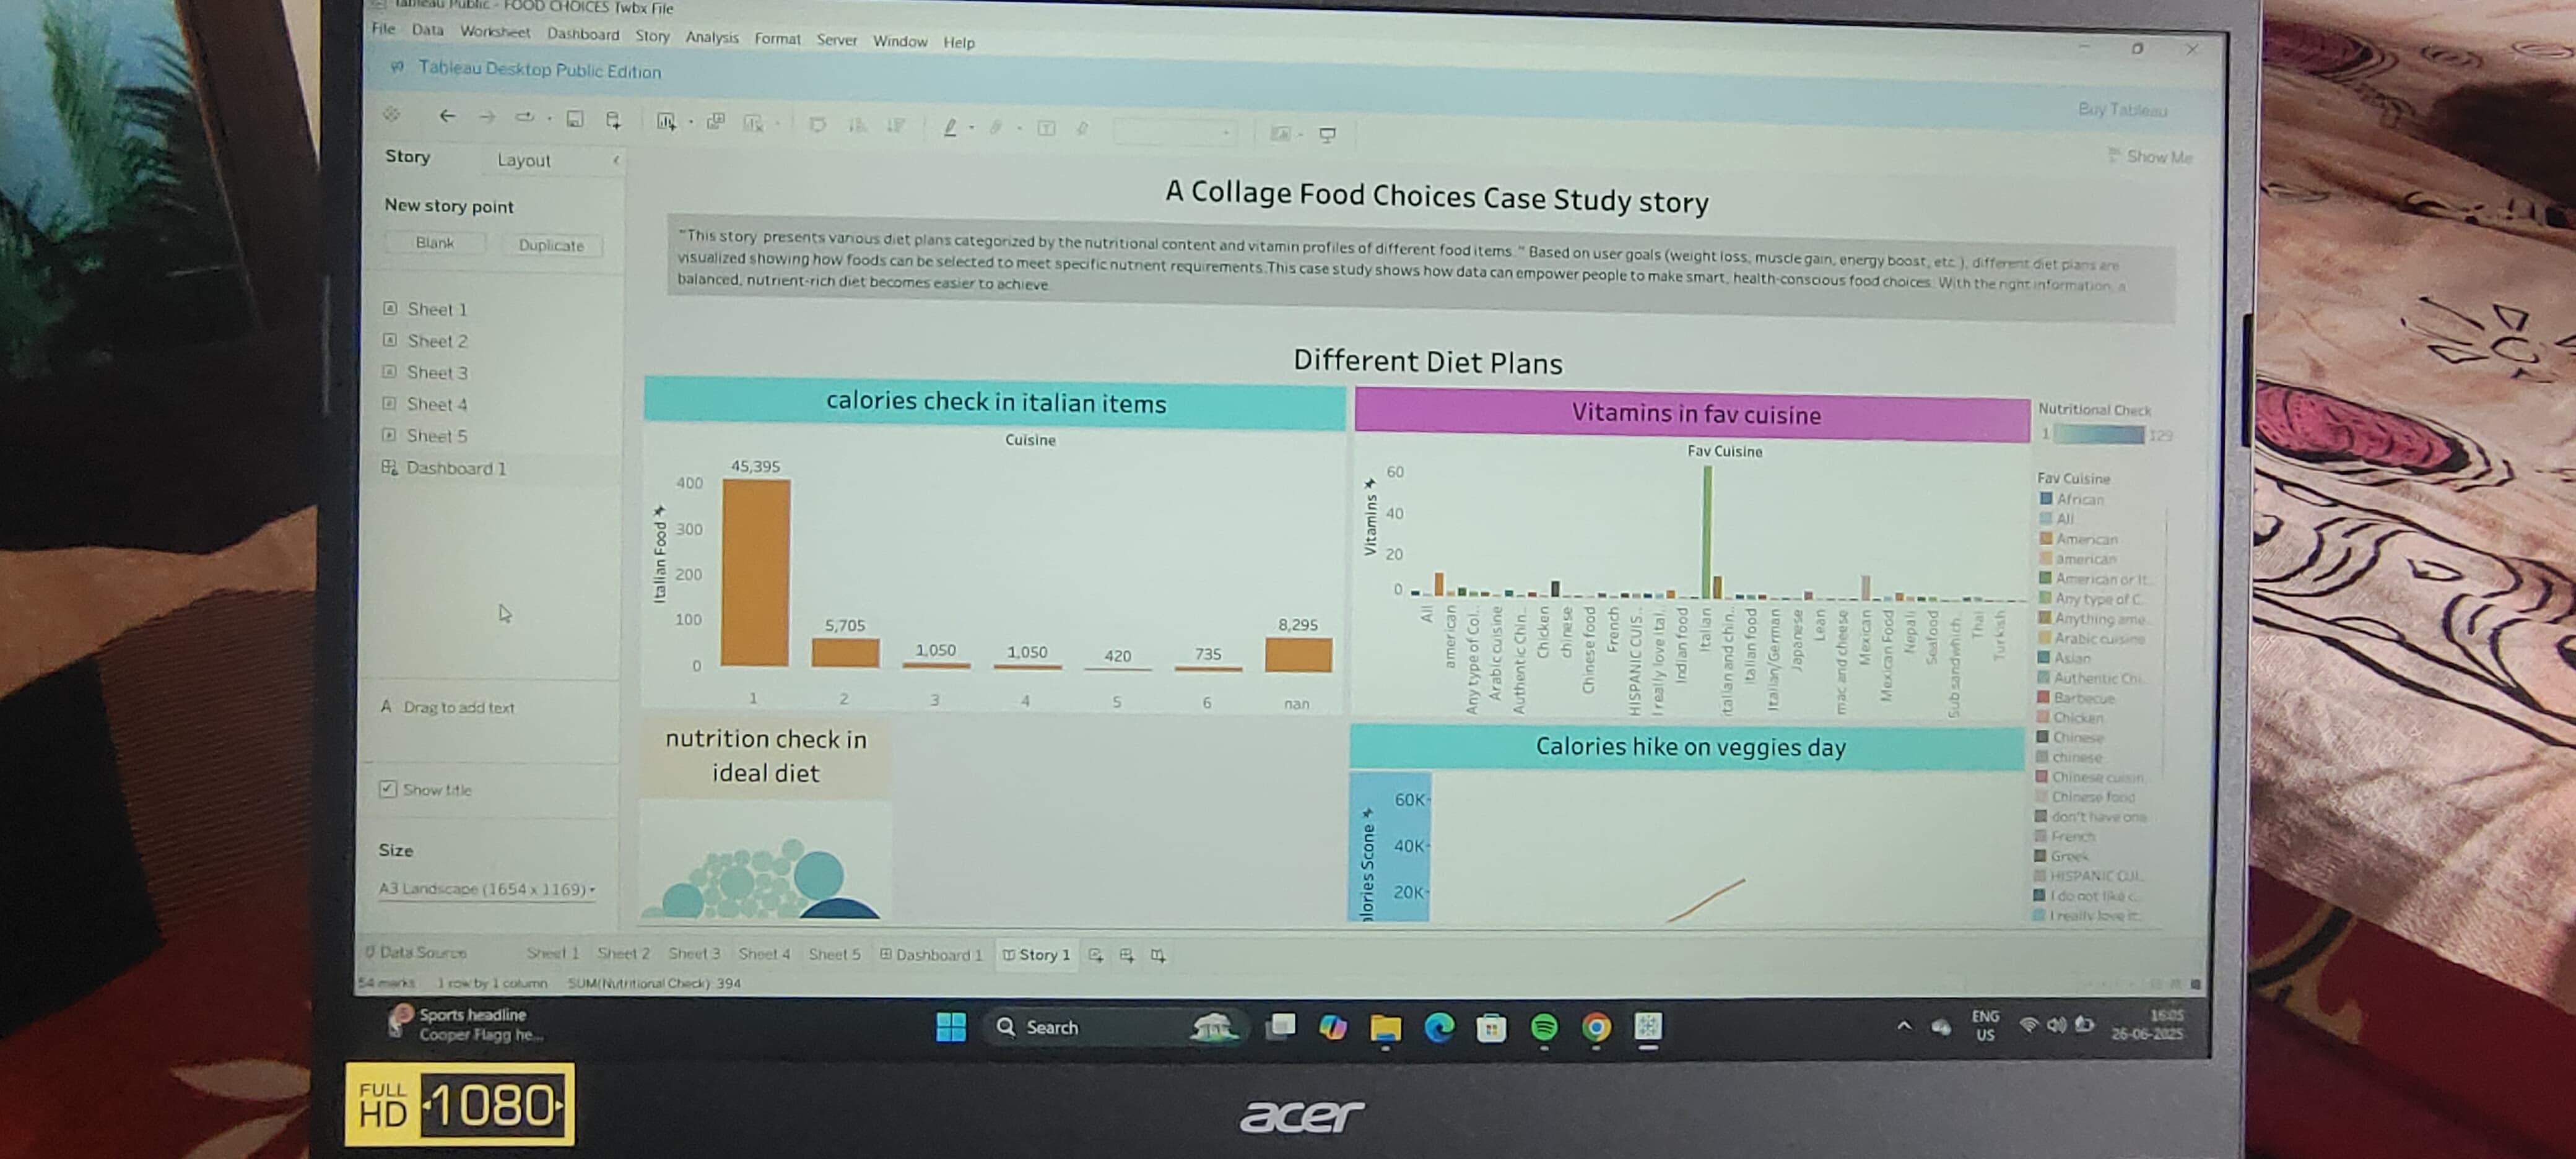 Tableau Public - FOOD CHOICES Twbx File
File Data Worksheet Dashboard Story Analysis Format Server Window Help
Tableau Desktop Public Edition
Buy Tableau
Show Me
Story Layout
New story point
Blank Duplicate
Sheet 1
Sheet 2
Sheet 3
Sheet 4
Sheet 5
Dashboard 1
A Drag to add text
Show title
Size
A3 Landscape (1654 x 1169)
A Collage Food Choices Case Study story
"This story presents various diet plans categorized by the nutritional content and vitamin profiles of different food items. " Based on user goals (weight loss, muscle gain, energy boost, etc.), different diet plans are
visualized showing how foods can be selected to meet specific nutrient requirements.This case study shows how data can empower people to make smart, health-conscious food choices. With the right information, a
balanced, nutrient-rich diet becomes easier to achieve.
Different Diet Plans
calories check in italian items
Cuisine
Italian Food
400
300
200
100
0
45,395
5,705
1,050
1,050
420
735
8,295
1 2 3 4 5 6 nan
Vitamins in fav cuisine
Fav Cuisine
Vitamins
60
40
20
0
All
american
Any type of Col..
Arabic cuisine
Authentic Chin..
Chicken
chinese
Chinese food
French
HISPANIC CUIS..
I really love ital..
Indian food
Italian
italian and chin..
italian food
Italian/German
Japanese
Lean
mac and cheese
Mexican
Mexican Food
Nepali
Seafood
Sub sandwich..
Thai
Turkish
Nutritional Check
1 129
Fav Cuisine
African
All
American
american
American or It..
Any type of C..
Anything ame..
Arabic cuisine
Asian
Authentic Chi..
Barbecue
Chicken
Chinese
chinese
Chinese cuisin..
Chinese food
don't have one
French
Greek
HISPANIC CUI..
I do not like c..
I really love it..
nutrition check in
ideal diet
Calories hike on veggies day
alories Scone
60K
40K
20K
Data Source Sheet 1 Sheet 2 Sheet 3 Sheet 4 Sheet 5 Dashboard 1 Story 1
54 marks 1 row by 1 column SUM(Nutritional Check): 394
Sports headline
Cooper Flagg he...
Search
ENG
US
16:05
26-06-2025
FULL
HD 1080
acer